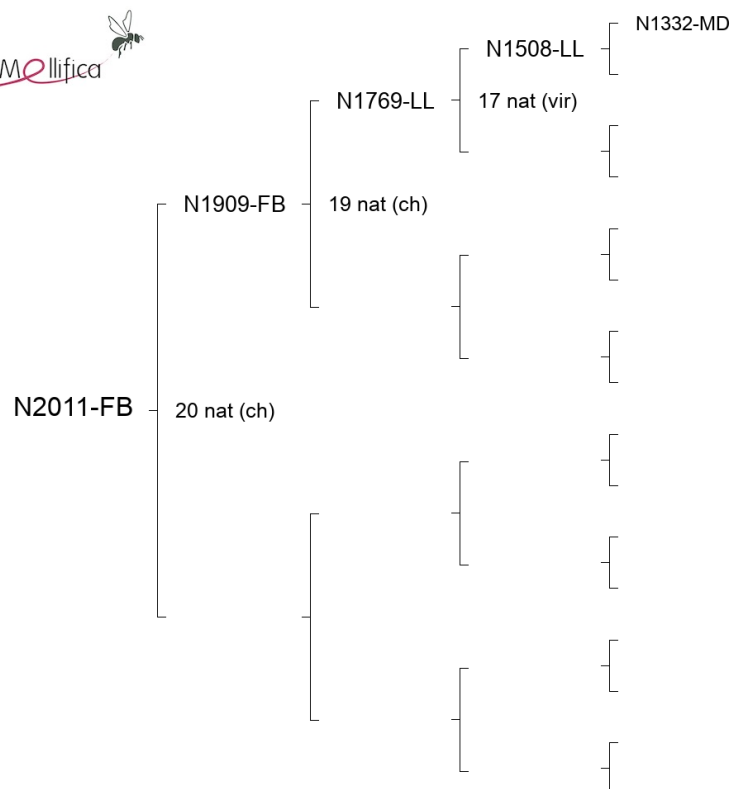 Mellifica
N1332-MD
N1508-LL
N1769-LL
17 nat (vir)
N1909-FB
19 nat (ch)
N2011-FB
20 nat (ch)